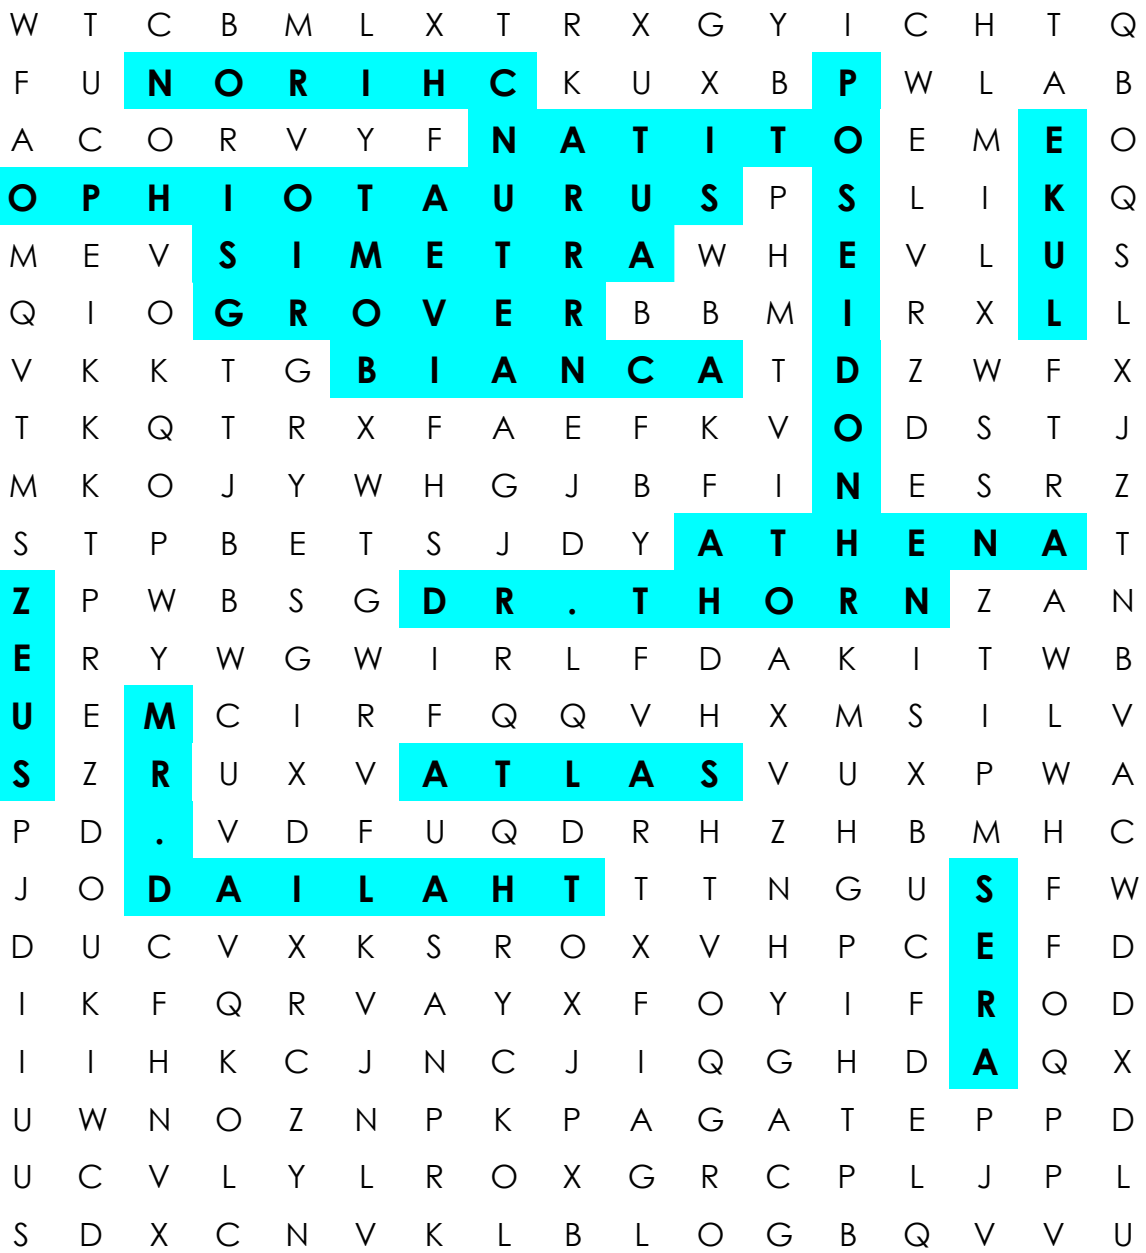 W T C B M L X T R X G Y I C H T Q
F U N O R I H C K U X B P W L A B
A C O R V Y F N A T I T O E M E O
O P H I O T A U R U S P S L I K Q
M E V S I M E T R A W H E V L U S
Q I O G R O V E R B B M I R X L L
V K K T G B I A N C A T D Z W F X
T K Q T R X F A E F K V O D S T J
M K O J Y W H G J B F I N E S R Z
S T P B E T S J D Y A T H E N A T
Z P W B S G D R . T H O R N Z A N
E R Y W G W I R L F D A K I T W B
U E M C I R F Q Q V H X M S I L V
S Z R U X V A T L A S V U X P W A
P D . V D F U Q D R H Z H B M H C
J O D A I L A H T T T N G U S F W
D U C V X K S R O X V H P C E F D
I K F Q R V A Y X F O Y I F R O D
I I H K C J N C J I Q G H D A Q X
U W N O Z N P K P A G A T E P P D
U C V L Y L R O X G R C P L J P L
S D X C N V K L B L O G B Q V V U